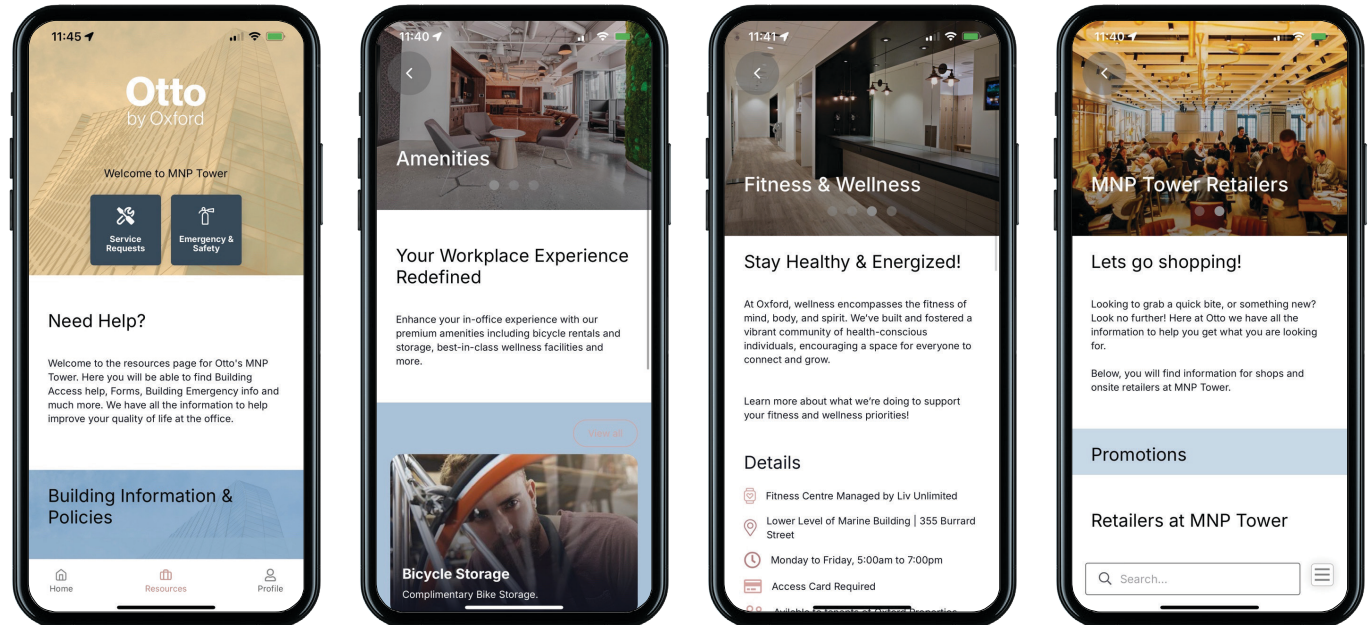 11:45
Otto
by Oxford
Welcome to MNP Tower
Service
Requests
Emergency &
Safety
Need Help?
Welcome to the resources page for Otto's MNP
Tower. Here you will be able to find Building
Access help, Forms, Building Emergency info and
much more. We have all the information to help
improve your quality of life at the office.
Building Information &
Policies
Home
Resources
Profile
11:40
Amenities
Your Workplace Experience
Redefined
Enhance your in-office experience with our
premium amenities including bicycle rentals and
storage, best-in-class wellness facilities and
more.
View all
Bicycle Storage
Complimentary Bike Storage.
11:41
Fitness & Wellness
Stay Healthy & Energized!
At Oxford, wellness encompasses the fitness of
mind, body, and spirit. We've built and fostered a
vibrant community of health-conscious
individuals, encouraging a space for everyone to
connect and grow.
Learn more about what we're doing to support
your fitness and wellness priorities!
Details
Fitness Centre Managed by Liv Unlimited
Lower Level of Marine Building | 355 Burrard
Street
Monday to Friday, 5:00am to 7:00pm
Access Card Required
to tenants of Oxford Properties
11:40
MNP Tower Retailers
Lets go shopping!
Looking to grab a quick bite, or something new?
Look no further! Here at Otto we have all the
information to help you get what you are looking
for.
Below, you will find information for shops and
onsite retailers at MNP Tower.
Promotions
Retailers at MNP Tower
Search...